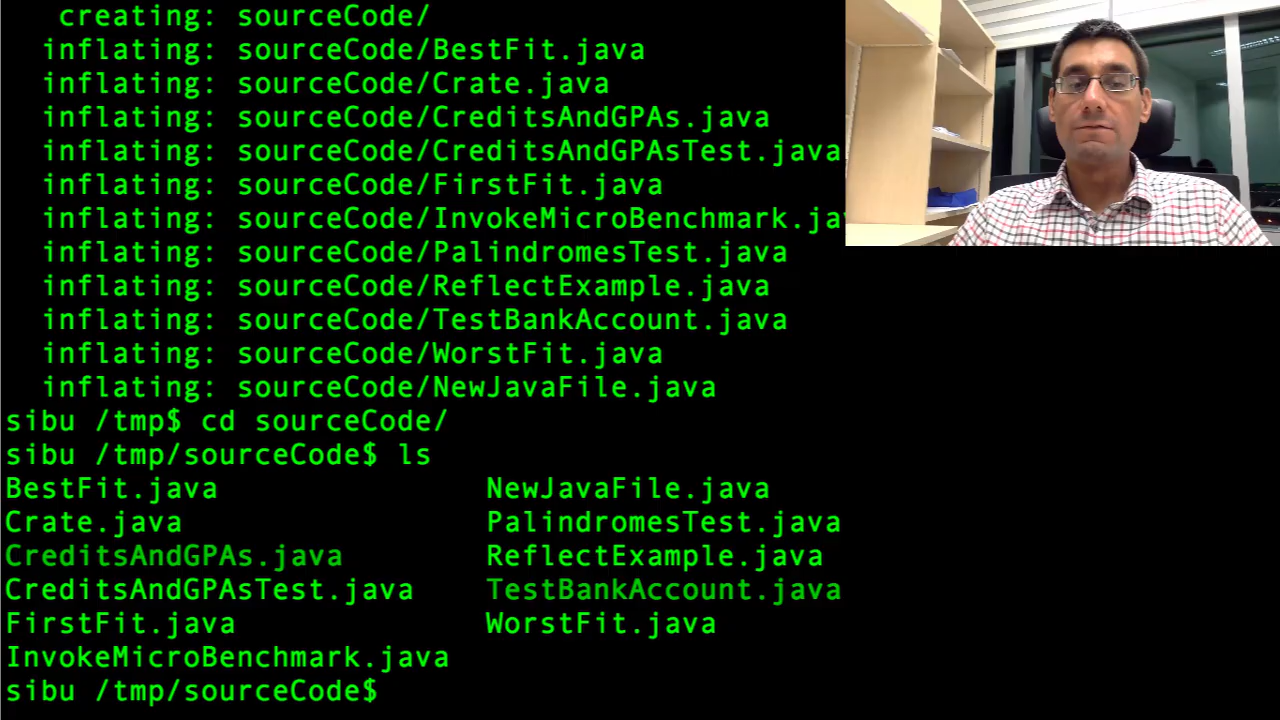 creating: sourceCode/
inflating: sourceCode/BestFit.java
inflating: sourceCode/Crate.java
inflating: sourceCode/CreditsAndGPAs.java
inflating: sourceCode/CreditsAndGPAsTest.java
inflating: sourceCode/FirstFit.java
inflating: sourceCode/InvokeMicroBenchmark.jav
inflating: sourceCode/PalindromesTest.java
inflating: sourceCode/ReflectExample.java
inflating: sourceCode/TestBankAccount.java
inflating: sourceCode/WorstFit.java
inflating: sourceCode/NewJavaFile.java
sibu /tmp$ cd sourceCode/
sibu /tmp/sourceCode$ ls
BestFit.java NewJavaFile.java
Crate.java PalindromesTest.java
CreditsAndGPAs.java ReflectExample.java
CreditsAndGPAsTest.java TestBankAccount.java
FirstFit.java WorstFit.java
InvokeMicroBenchmark.java
sibu /tmp/sourceCode$